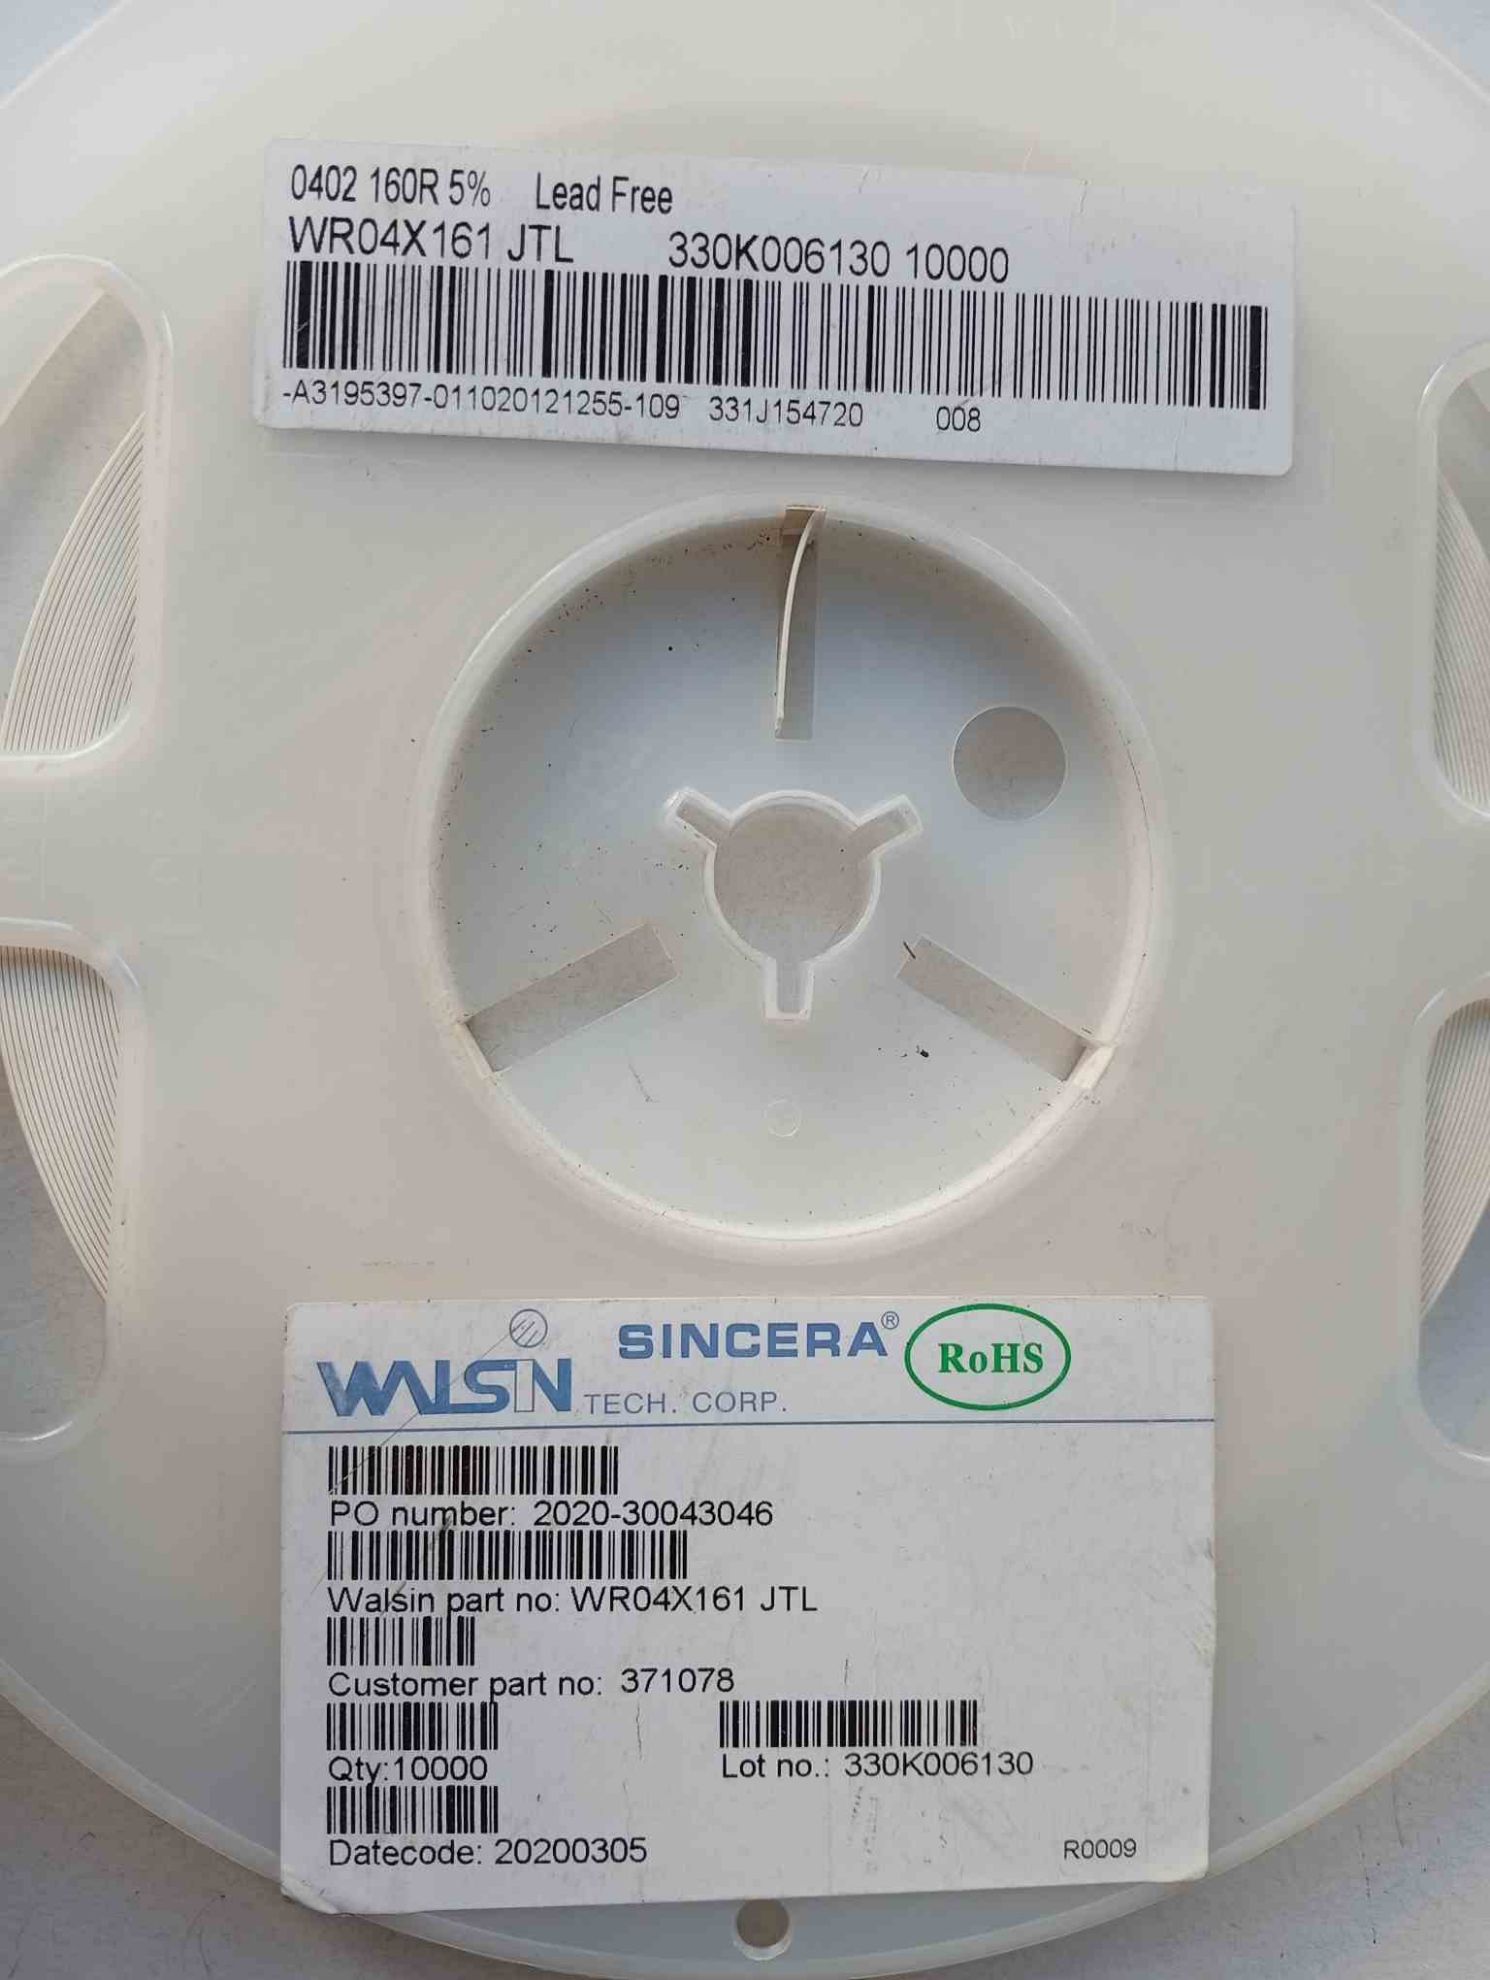 0402 160R 5% Lead Free
WR04X161 JTL 330K006130 10000
-A3195397-011020121255-109 331J154720 008
WALSIN TECH. CORP. SINCERA® RoHS
PO number: 2020-30043046
Walsin part no: WR04X161 JTL
Customer part no: 371078
Qty:10000 Lot no.: 330K006130
Datecode: 20200305 R0009